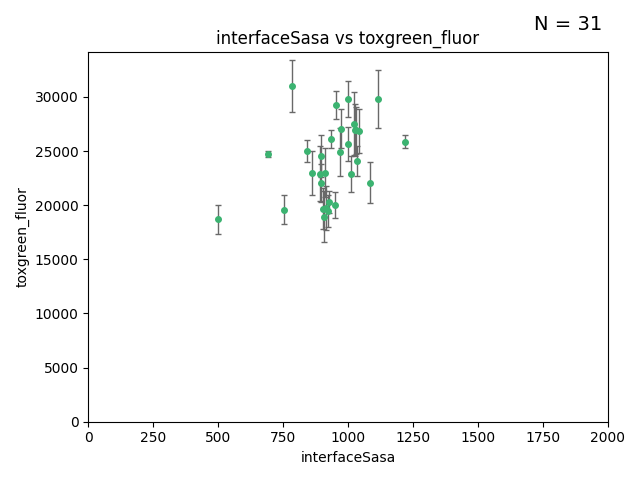 N = 31
interfaceSasa vs toxgreen_fluor
toxgreen_fluor
30000
25000
20000
15000
10000
5000
0
0 250 500 750 1000 1250 1500 1750 2000
interfaceSasa